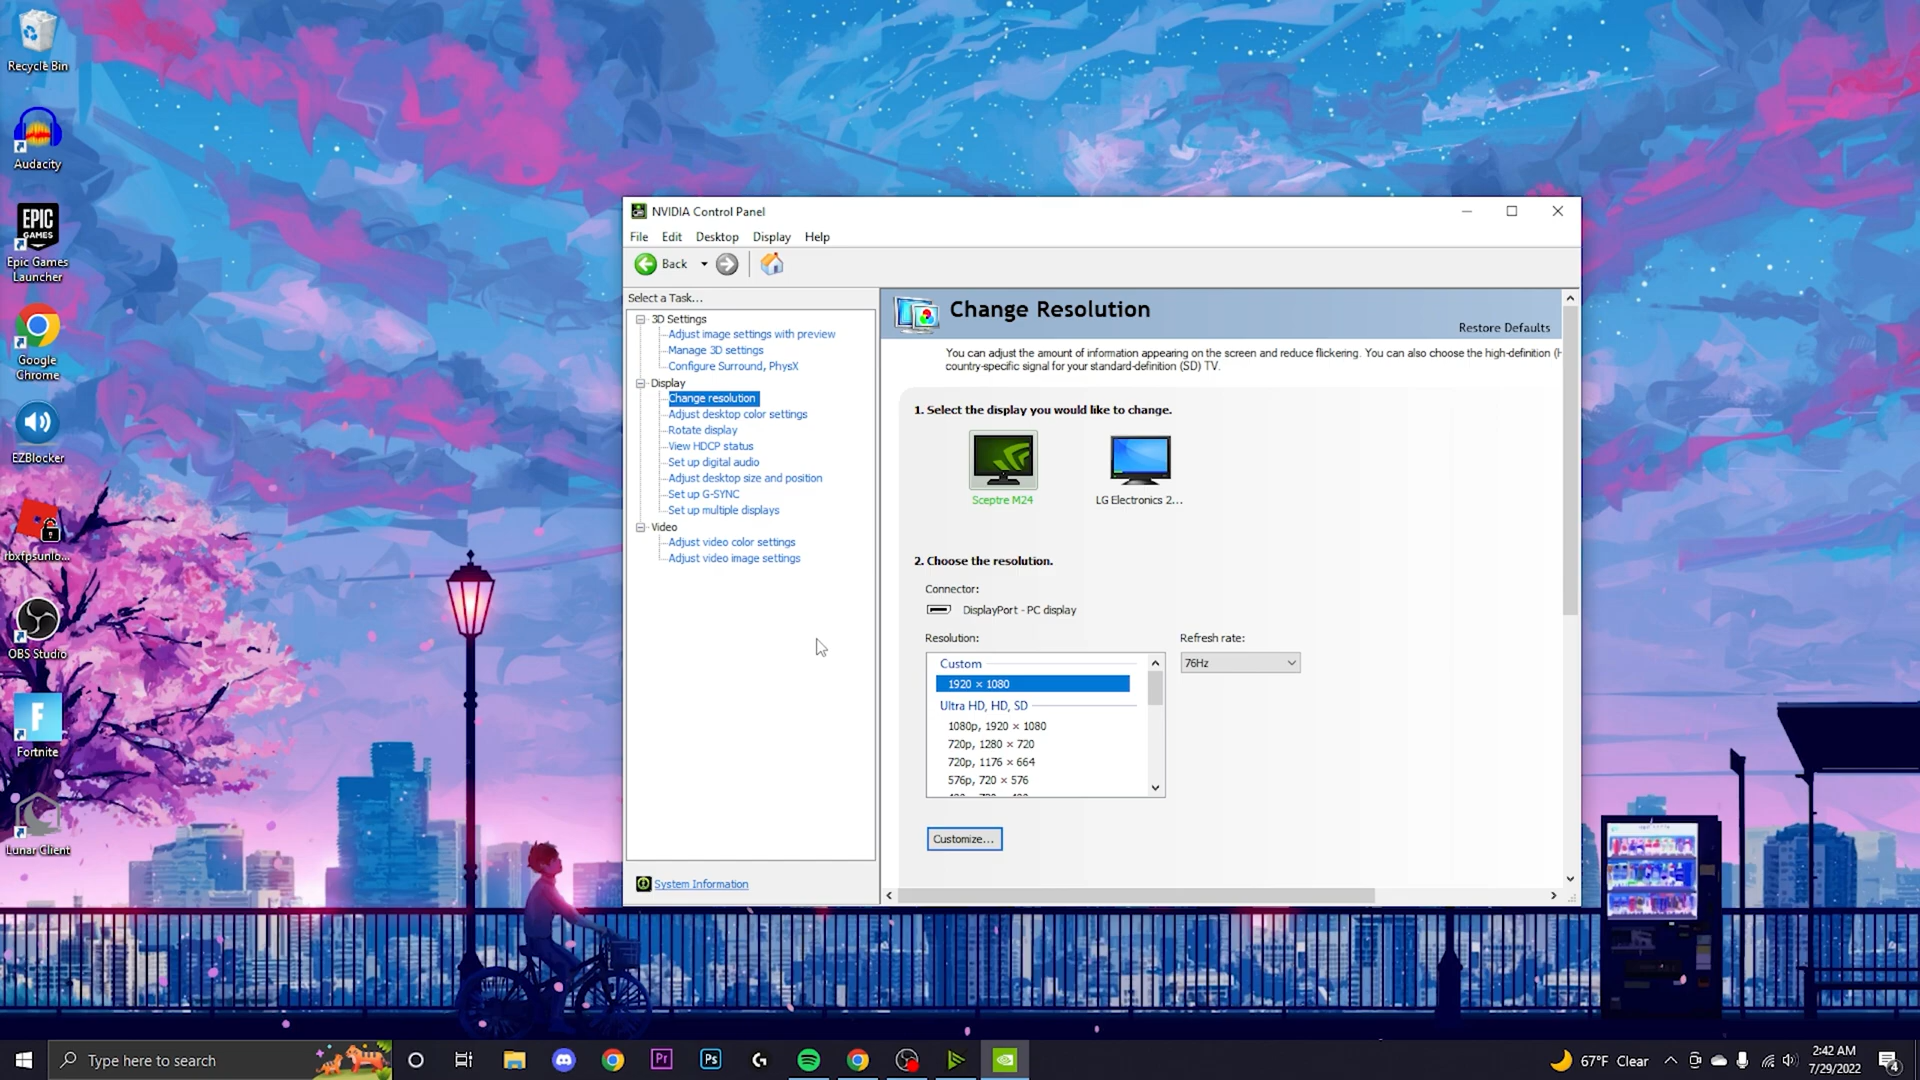 Recycle Bin
Audacity
EPIC
GAMES
Epic Games
Launcher
Google
Chrome
EZBlocker
rbxfpsunlo...
OBS Studio
F
Fortnite
Lunar Client
NVIDIA Control Panel
File Edit Desktop Display Help
Back
Select a Task...
3D Settings
Adjust image settings with preview
Manage 3D settings
Configure Surround, PhysX
Display
Change resolution
Adjust desktop color settings
Rotate display
View HDCP status
Set up digital audio
Adjust desktop size and position
Set up G-SYNC
Set up multiple displays
Video
Adjust video color settings
Adjust video image settings
System Information
Change Resolution
Restore Defaults
You can adjust the amount of information appearing on the screen and reduce flickering. You can also choose the high-definition (H
country-specific signal for your standard-definition (SD) TV.
1. Select the display you would like to change.
Sceptre M24
LG Electronics 2...
2. Choose the resolution.
Connector:
DisplayPort - PC display
Resolution:
Refresh rate:
Custom
1920 × 1080
Ultra HD, HD, SD
1080p, 1920 × 1080
720p, 1280 × 720
720p, 1176 × 664
576p, 720 × 576
76Hz
Customize...
Type here to search
Pr
Ps
67°F Clear
2:42 AM
7/29/2022
4